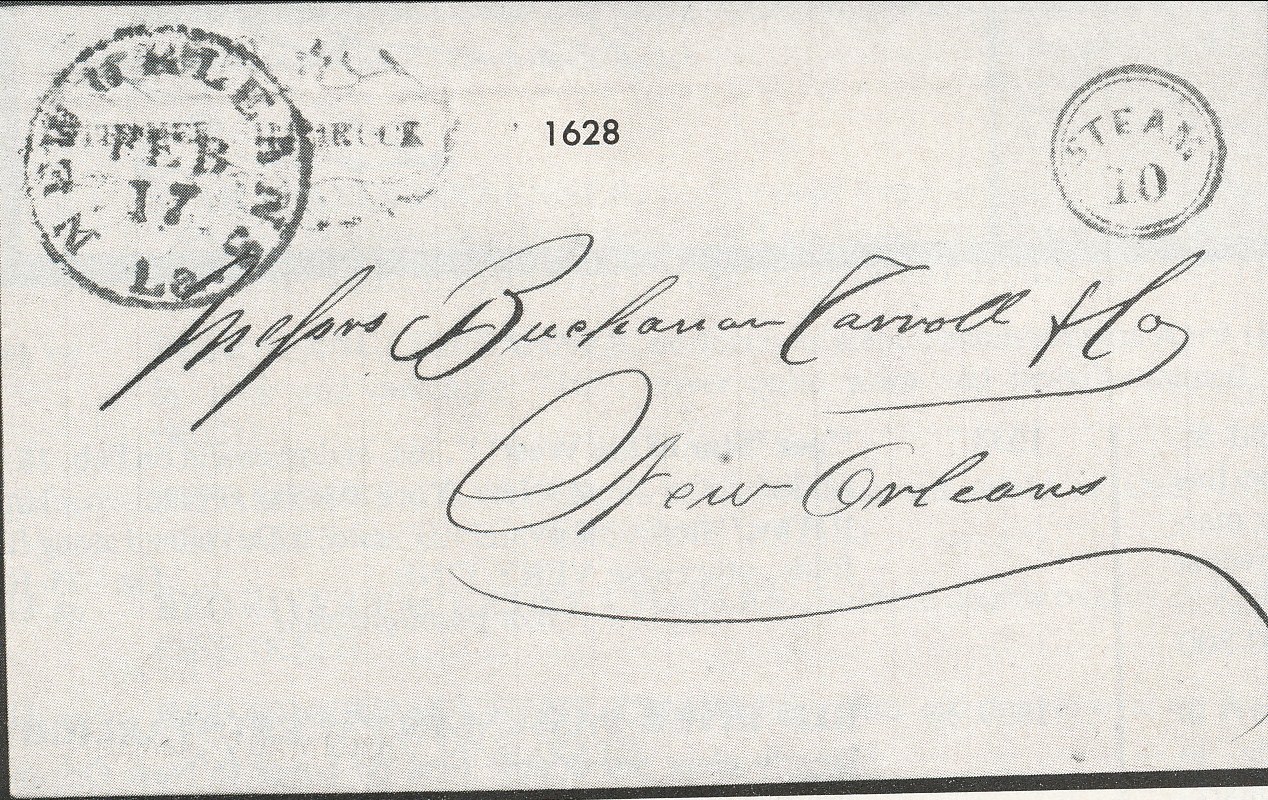 NEW ORLEANS La
FEB
17
1628
STEAM
10
Messrs Buchanan Carroll & Co
New Orleans